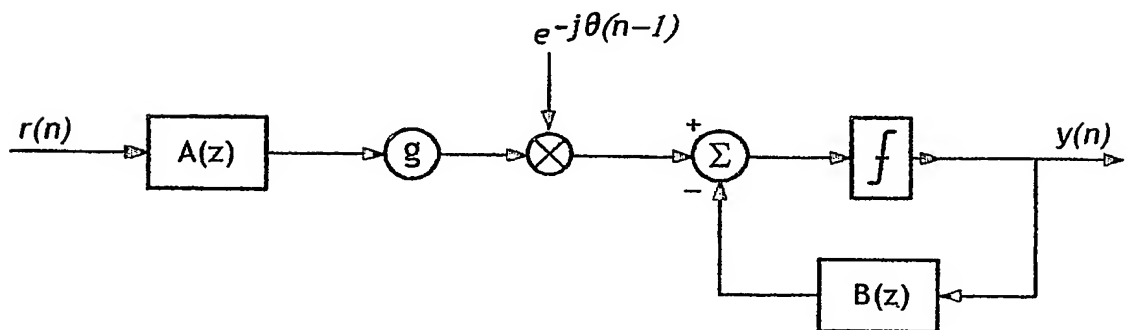 e^{-jθ(n-1)}
r(n)
A(z)
g
+
Σ
−
y(n)
B(z)